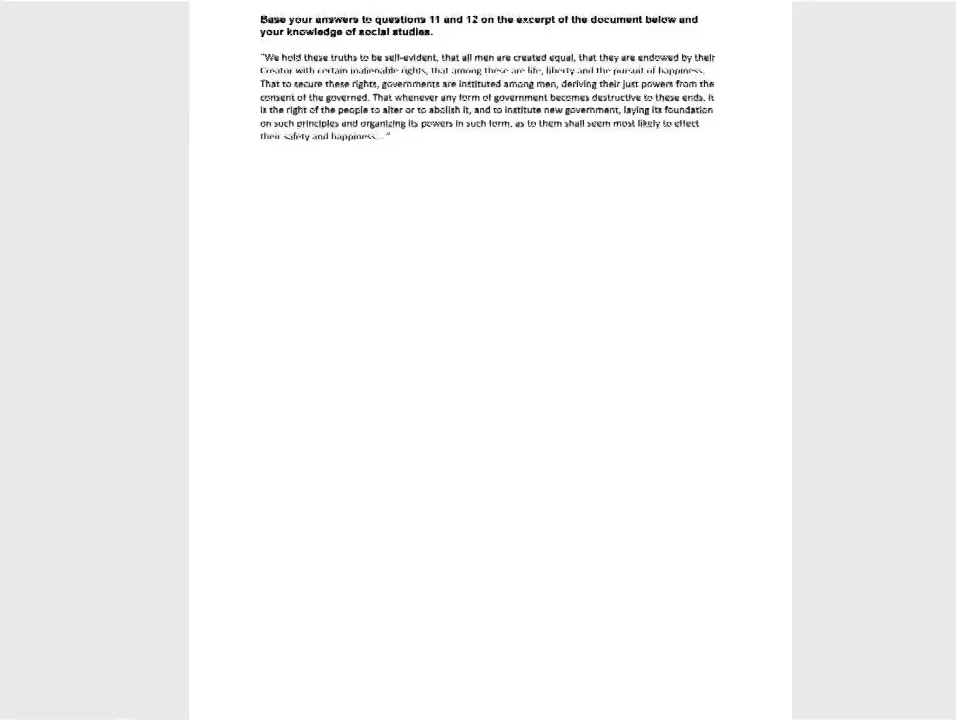 Base your answers to questions 11 and 12 on the excerpt of the document below and
your knowledge of social studies.
"We hold these truths to be self-evident, that all men are created equal, that they are endowed by their
Creator with certain inalienable rights, that among these are life, liberty and the pursuit of happiness.
That to secure these rights, governments are instituted among men, deriving their just powers from the
consent of the governed. That whenever any form of government becomes destructive to these ends, it
is the right of the people to alter or to abolish it, and to institute new government, laying its foundation
on such principles and organizing its powers in such form, as to them shall seem most likely to effect
their safety and happiness..."